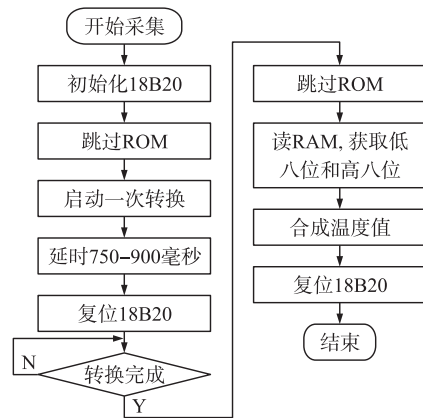 开始采集
初始化18B20
跳过ROM
启动一次转换
延时750-900毫秒
复位18B20
N
转换完成
Y
跳过ROM
读RAM, 获取低
八位和高八位
合成温度值
复位18B20
结束